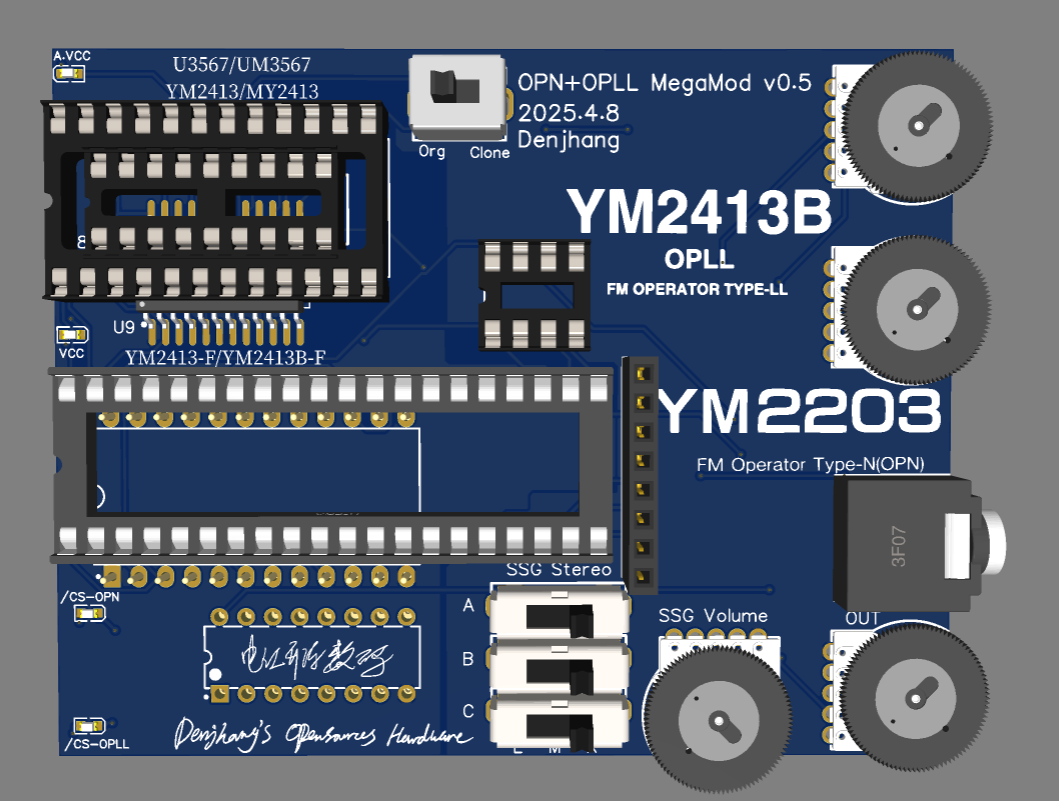 A.VCC
U3567/UM3567
YM2413/MY2413
Org
Clone
OPN+OPLL MegaMod v0.5
2025.4.8
Denjhang
YM2413B
OPLL
FM OPERATOR TYPE-LL
U9
VCC
YM2413-F/YM2413B-F
YM2203
FM Operator Type-N(OPN)
3F07
SSG Stereo
/CS-OPN
A
B
C
SSG Volume
OUT
Denjhang's Opensources Hardware
/CS-OPLL